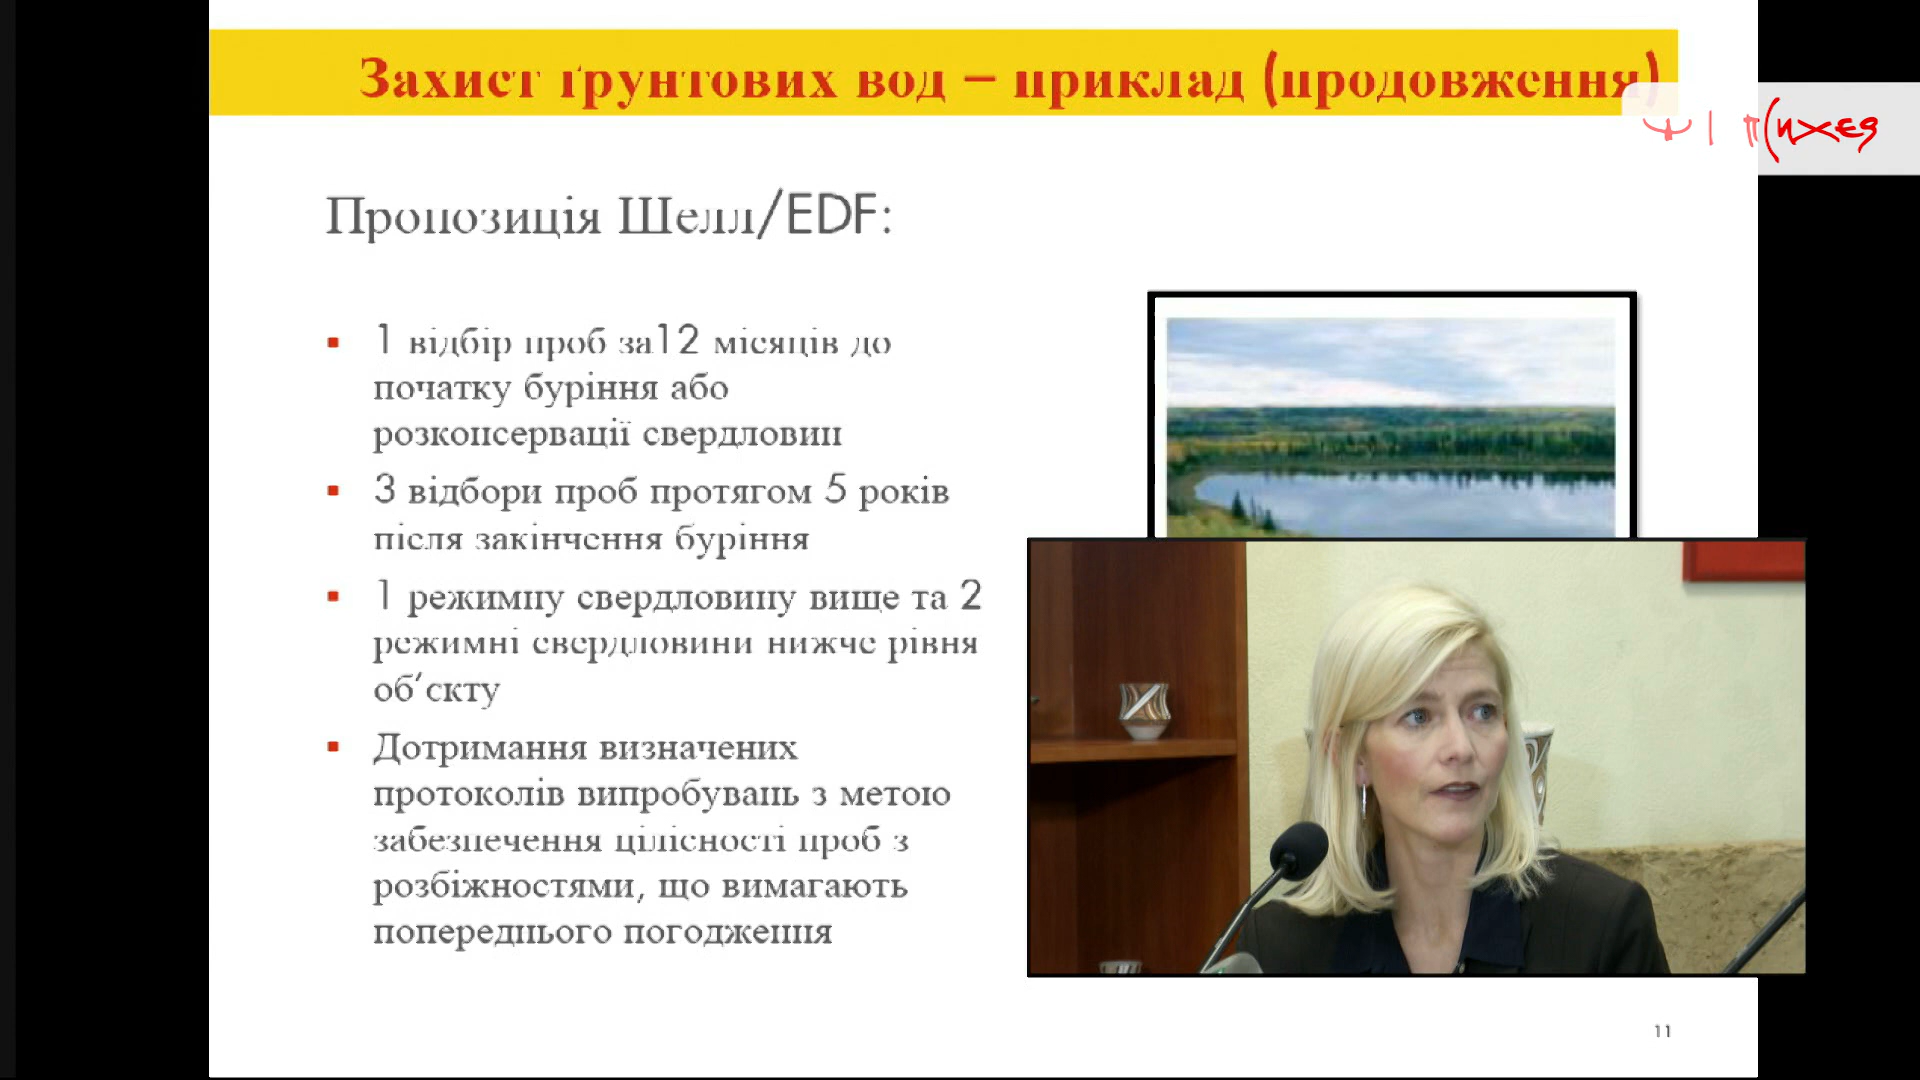 Захист ґрунтових вод – приклад (продовження)
Пропозиція Шелл/EDF:
▪ 1 відбір проб за12 місяців до
початку буріння або
розконсервації свердловин
▪ 3 відбори проб протягом 5 років
після закінчення буріння
▪ 1 режимну свердловину вище та 2
режимні свердловини нижче рівня
об’єкту
▪ Дотримання визначених
протоколів випробувань з метою
забезпечення цілісності проб з
розбіжностями, що вимагають
попереднього погодження
11